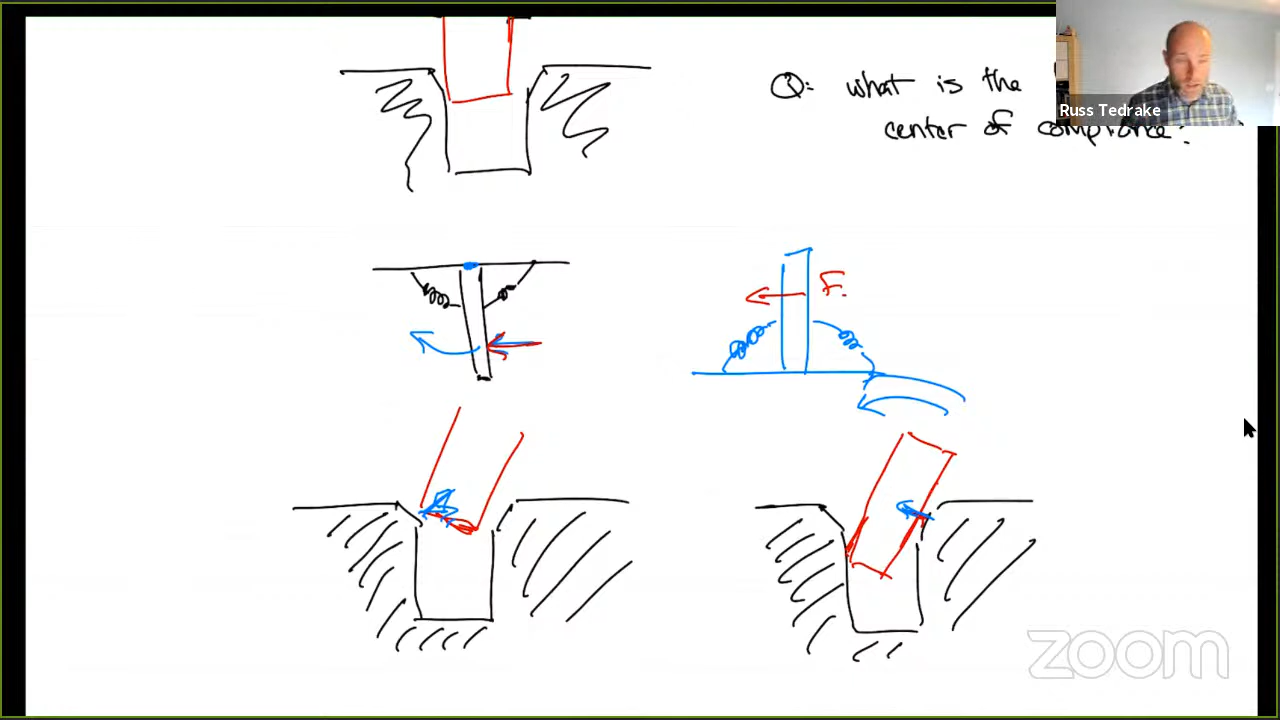 Q: what is the
Russ Tedrake
center of compliance?
F.
zoom